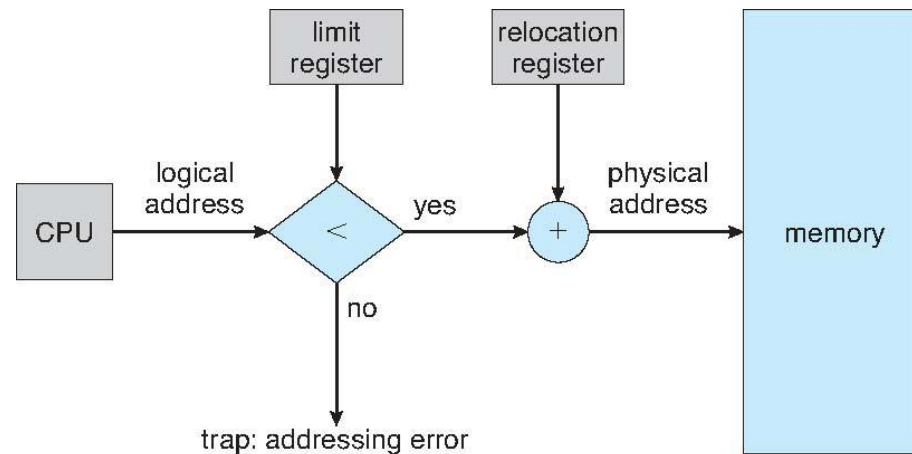 limit
register
relocation
register
logical
address
physical
address
CPU
<
yes
+
memory
no
trap: addressing error